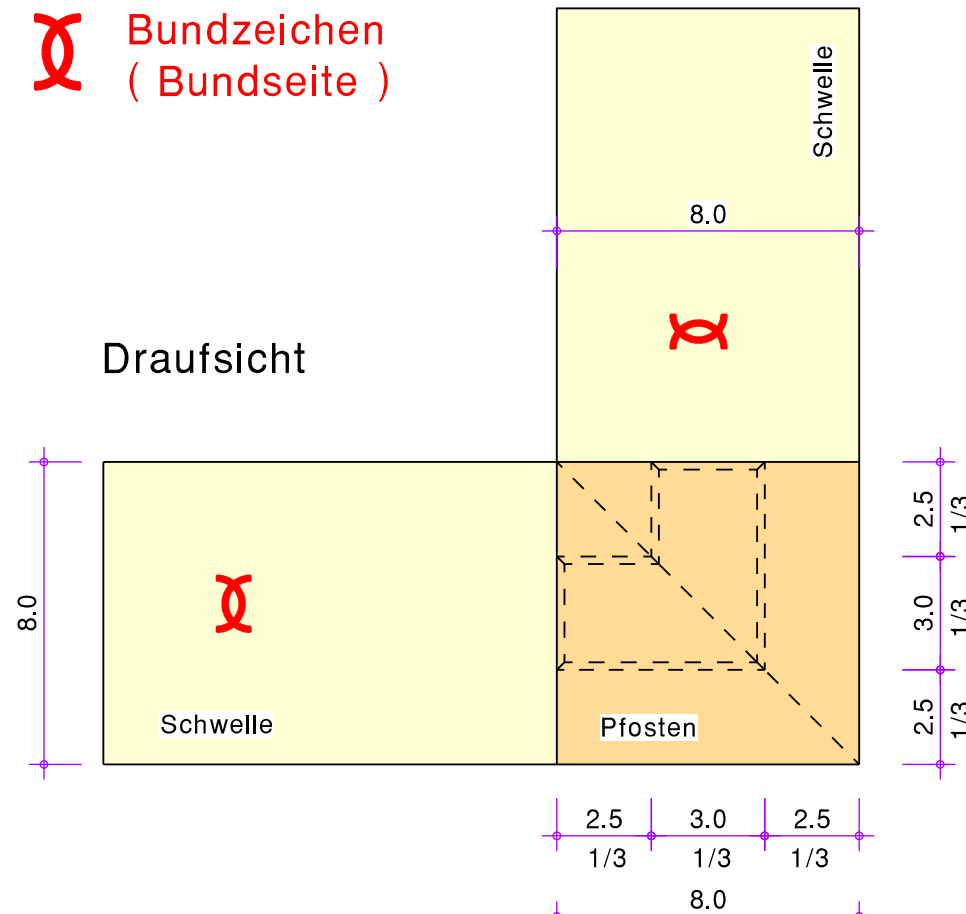 Bundzeichen
( Bundseite )
Schwelle
8.0
Draufsicht
8.0
Schwelle
Pfosten
2.5
1/3
3.0
1/3
2.5
1/3
2.5 3.0 2.5
1/3 1/3 1/3
8.0